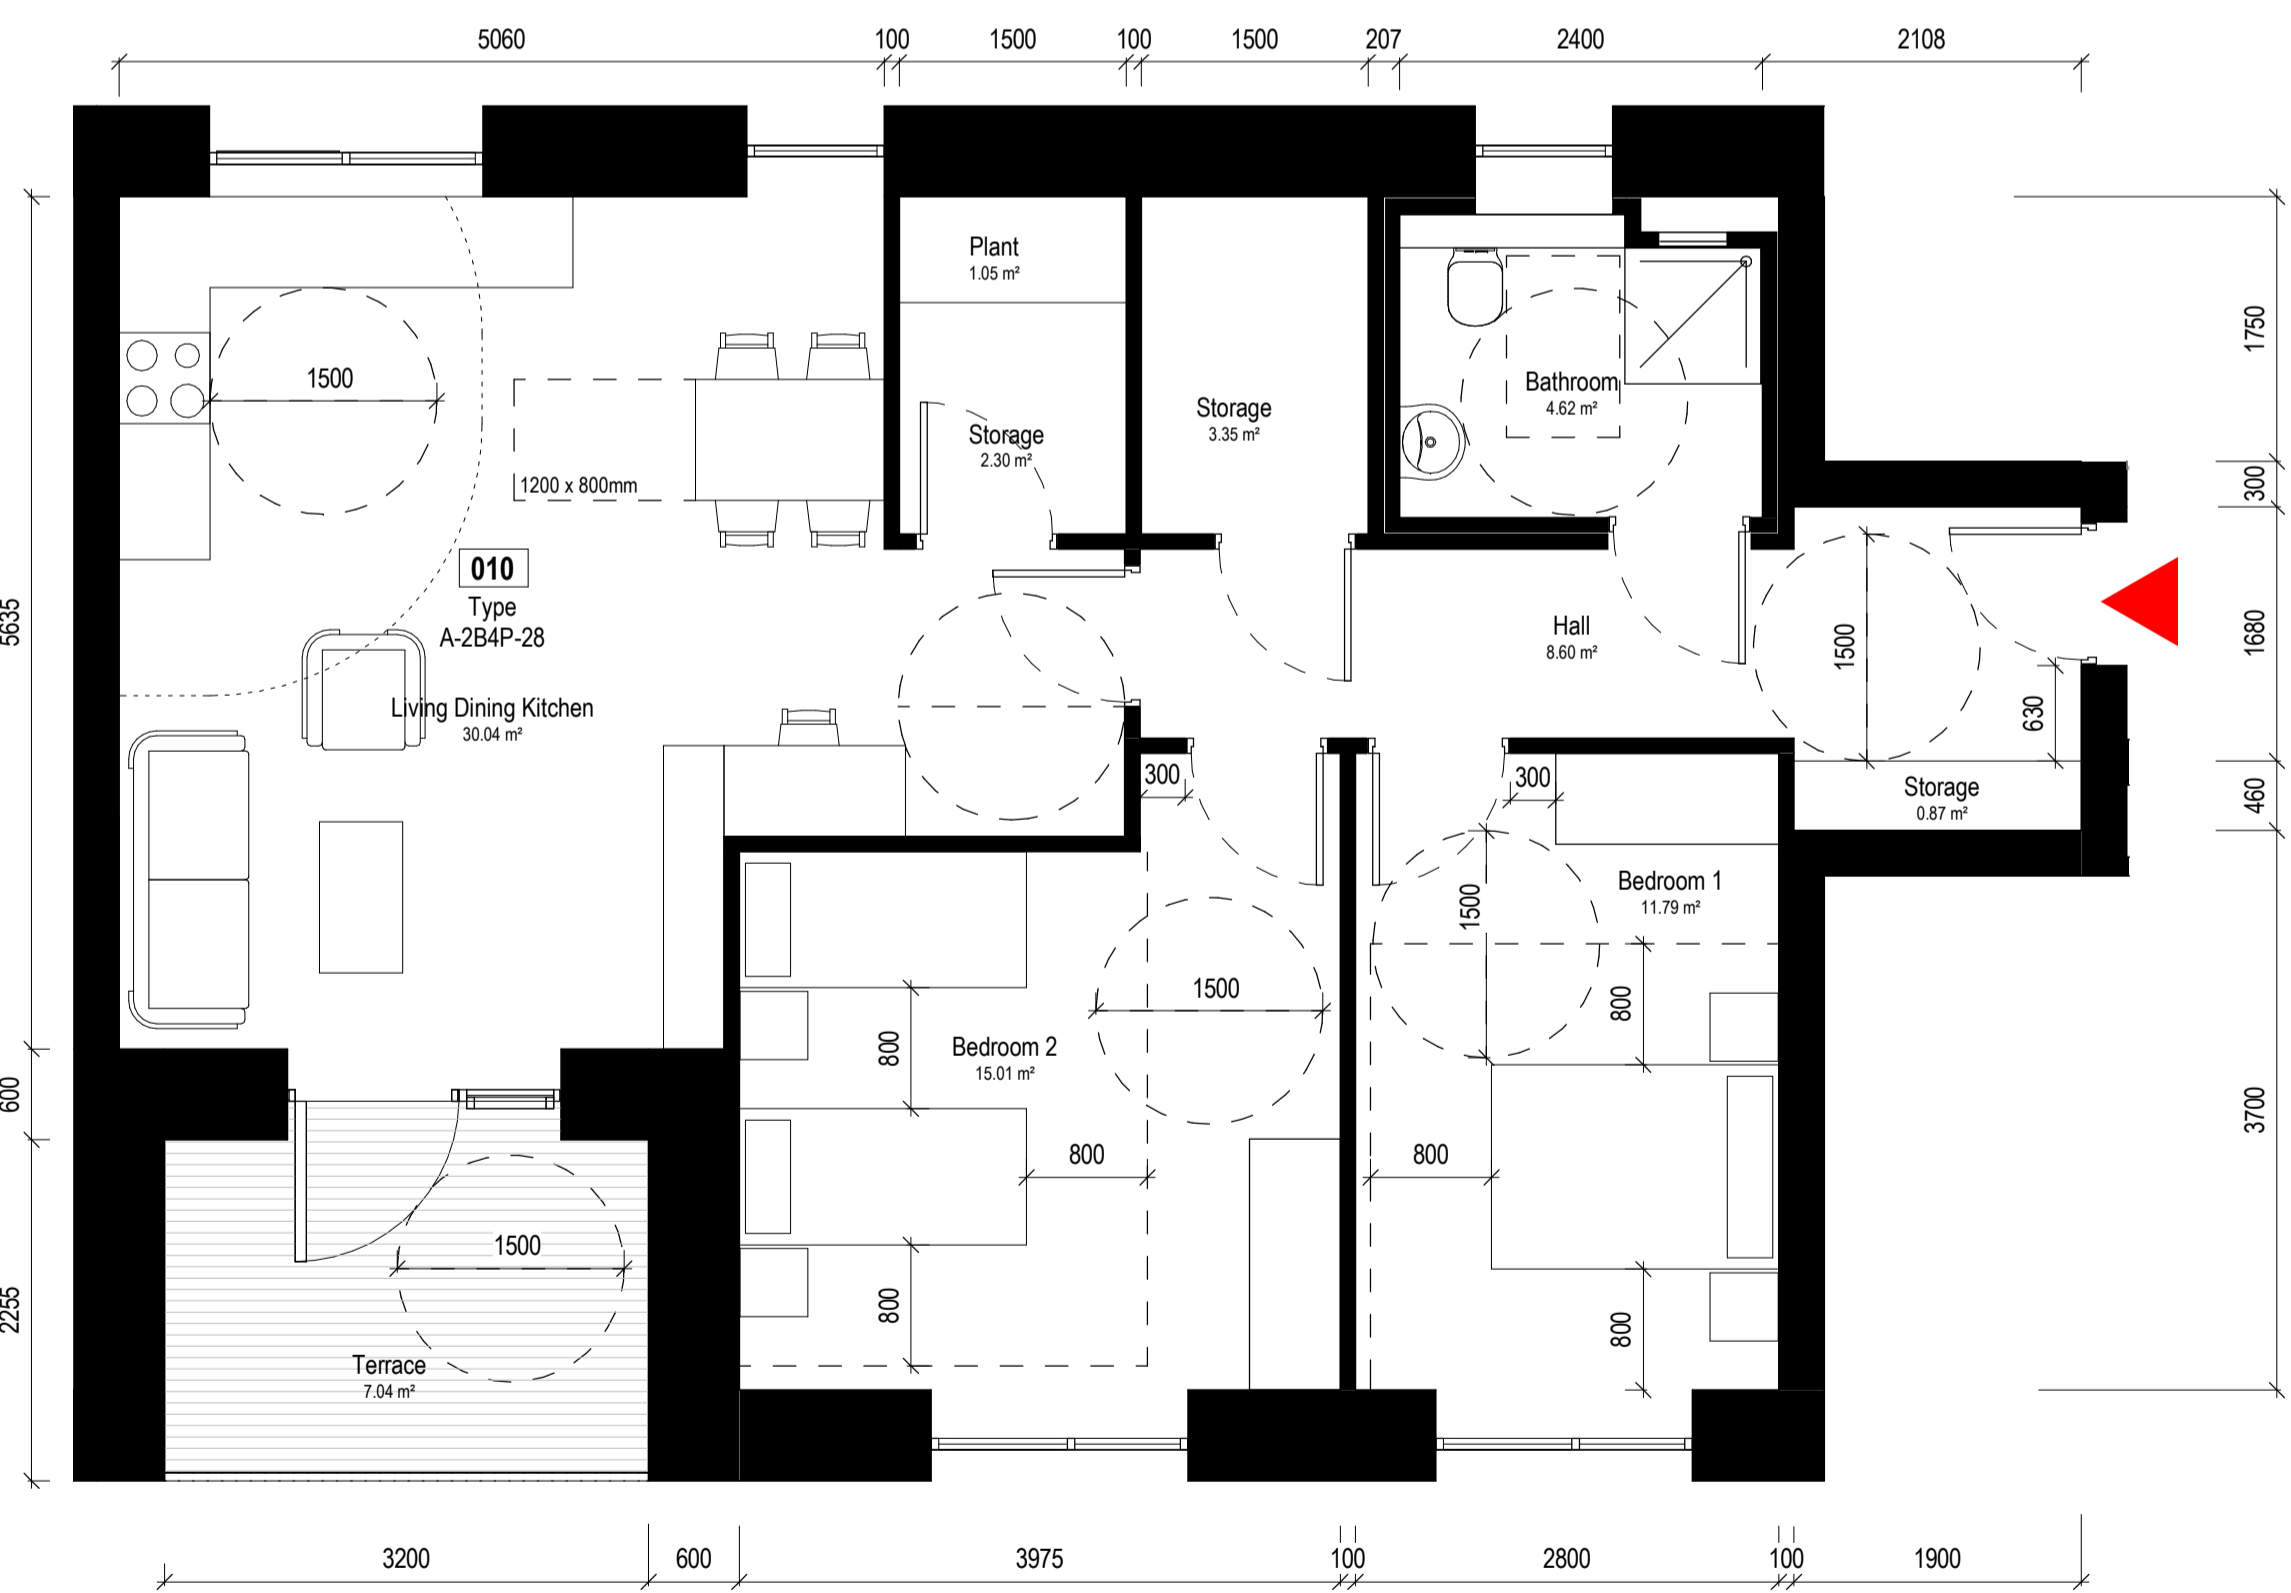 5060
100
1500
100
1500
207
2400
2108
Plant
1.05 m²
1500
Storage
2.30 m²
Storage
3.35 m²
Bathroom
4.62 m²
1200 x 800mm
010
Type
A-2B4P-28
Living Dining Kitchen
30.04 m²
Hall
8.60 m²
1500
630
Storage
0.87 m²
300
300
1500
Bedroom 1
11.79 m²
800
1500
800
Bedroom 2
15.01 m²
800
800
800
800
1500
Terrace
7.04 m²
5635
600
2255
1750
300
1680
460
3700
3200
600
3975
100
2800
100
1900